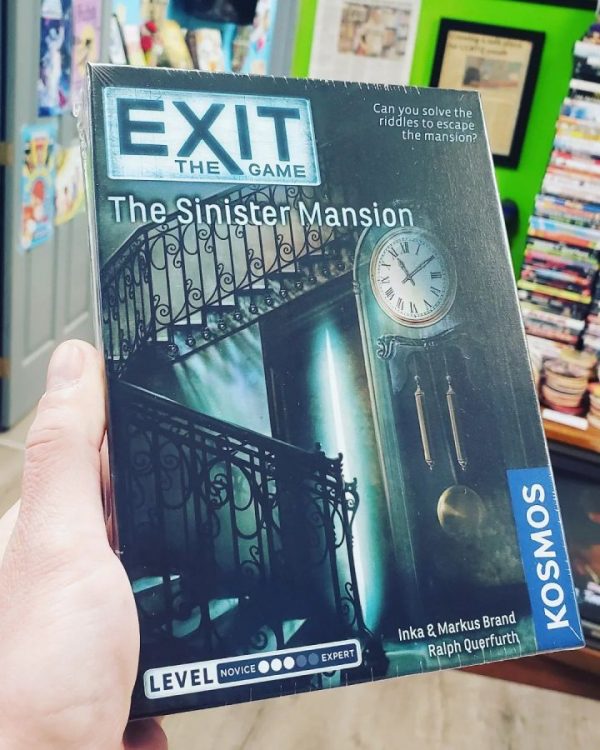 EXIT
THE GAME
Can you solve the
riddles to escape
the mansion?
The Sinister Mansion
KOSMOS
Inka & Markus Brand
Ralph Querfurth
LEVEL NOVICE EXPERT